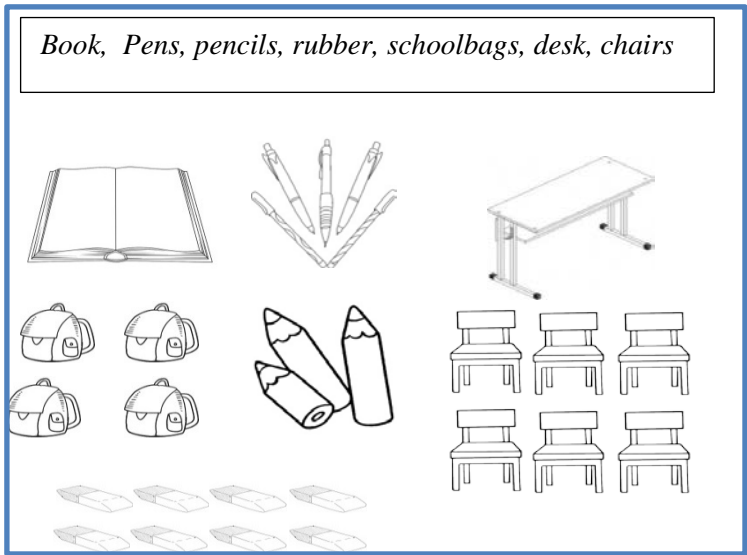 Book, Pens, pencils, rubber, schoolbags, desk, chairs